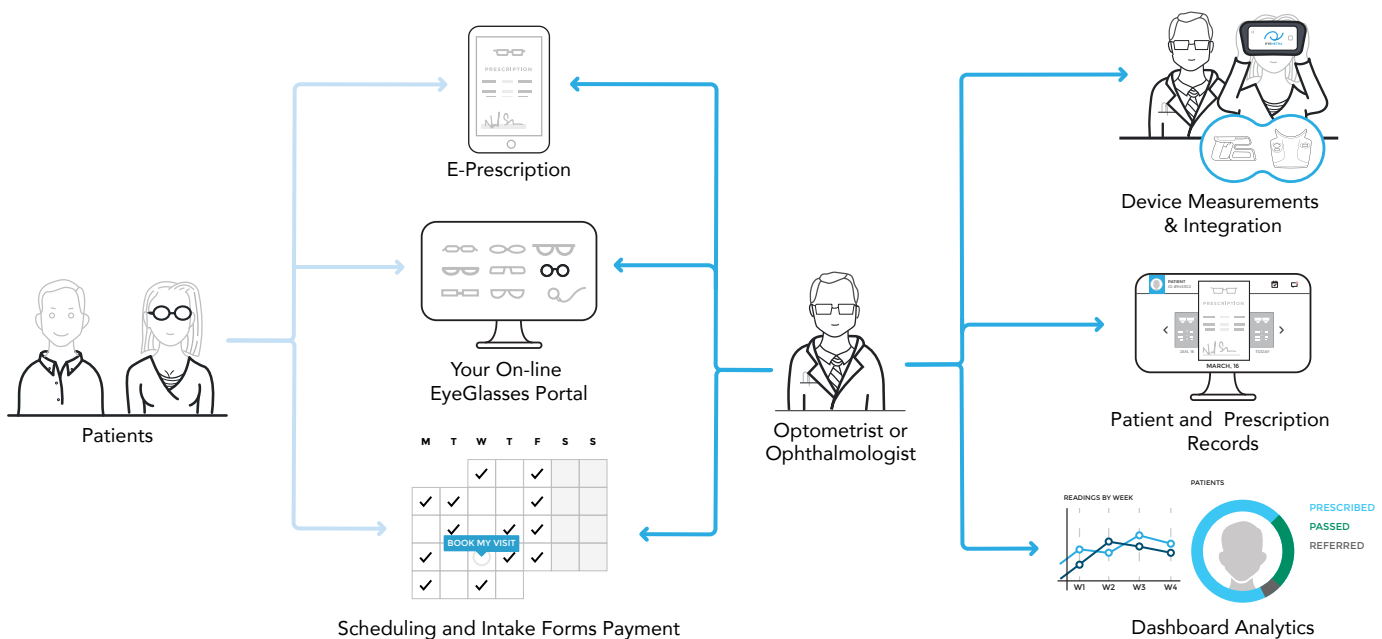 PRESCRIPTION
E-Prescription
Your On-line
EyeGlasses Portal
Patients
M T W T F S S
BOOK MY VISIT
Scheduling and Intake Forms Payment
Optometrist or
Ophthalmologist
Device Measurements
& Integration
PATIENT
PRESCRIPTION
JAN, 16
TODAY
MARCH, 16
Patient and Prescription
Records
READINGS BY WEEK
W1 W2 W3 W4
PATIENTS
PRESCRIBED
PASSED
REFERRED
Dashboard Analytics